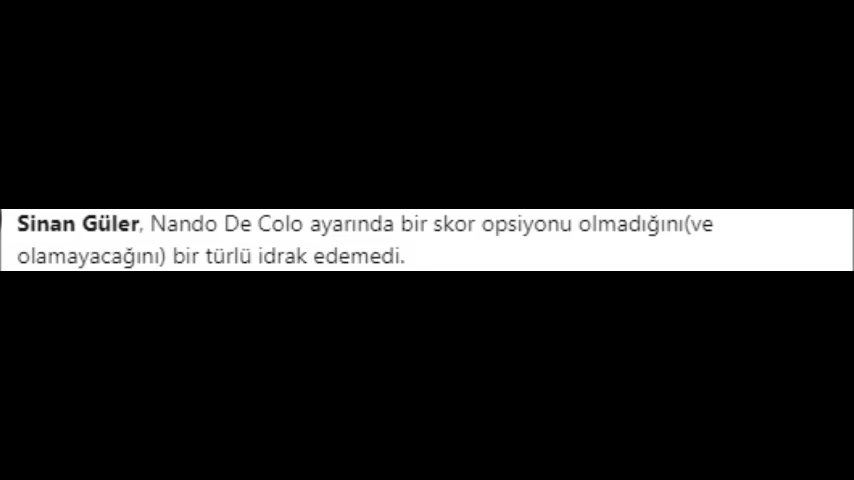 Sinan Güler, Nando De Colo ayarında bir skor opsiyonu olmadığını(ve
olamayacağını) bir türlü idrak edemedi.